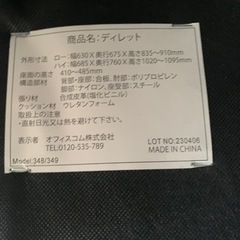 商品名:ディレット
外形寸法 : ロー:幅630×奥行675×高さ835~910mm
ハイ:幅685×奥行760×高さ1020~1095mm
座面の高さ 410~485mm
構造部材 背部・座部:合板、肘部:ポリプロピレン
脚部:ナイロン、座受部:スチール
張り材 合成皮革(塩化ビニル)
クッション材 ウレタンフォーム
取り扱い上の注意
・直射日光又は熱を避けて下さい。
表示者 オフィスコム株式会社 LOT NO:230406
TEL:0120-535-789 MADE IN CHINA
Model:348/349